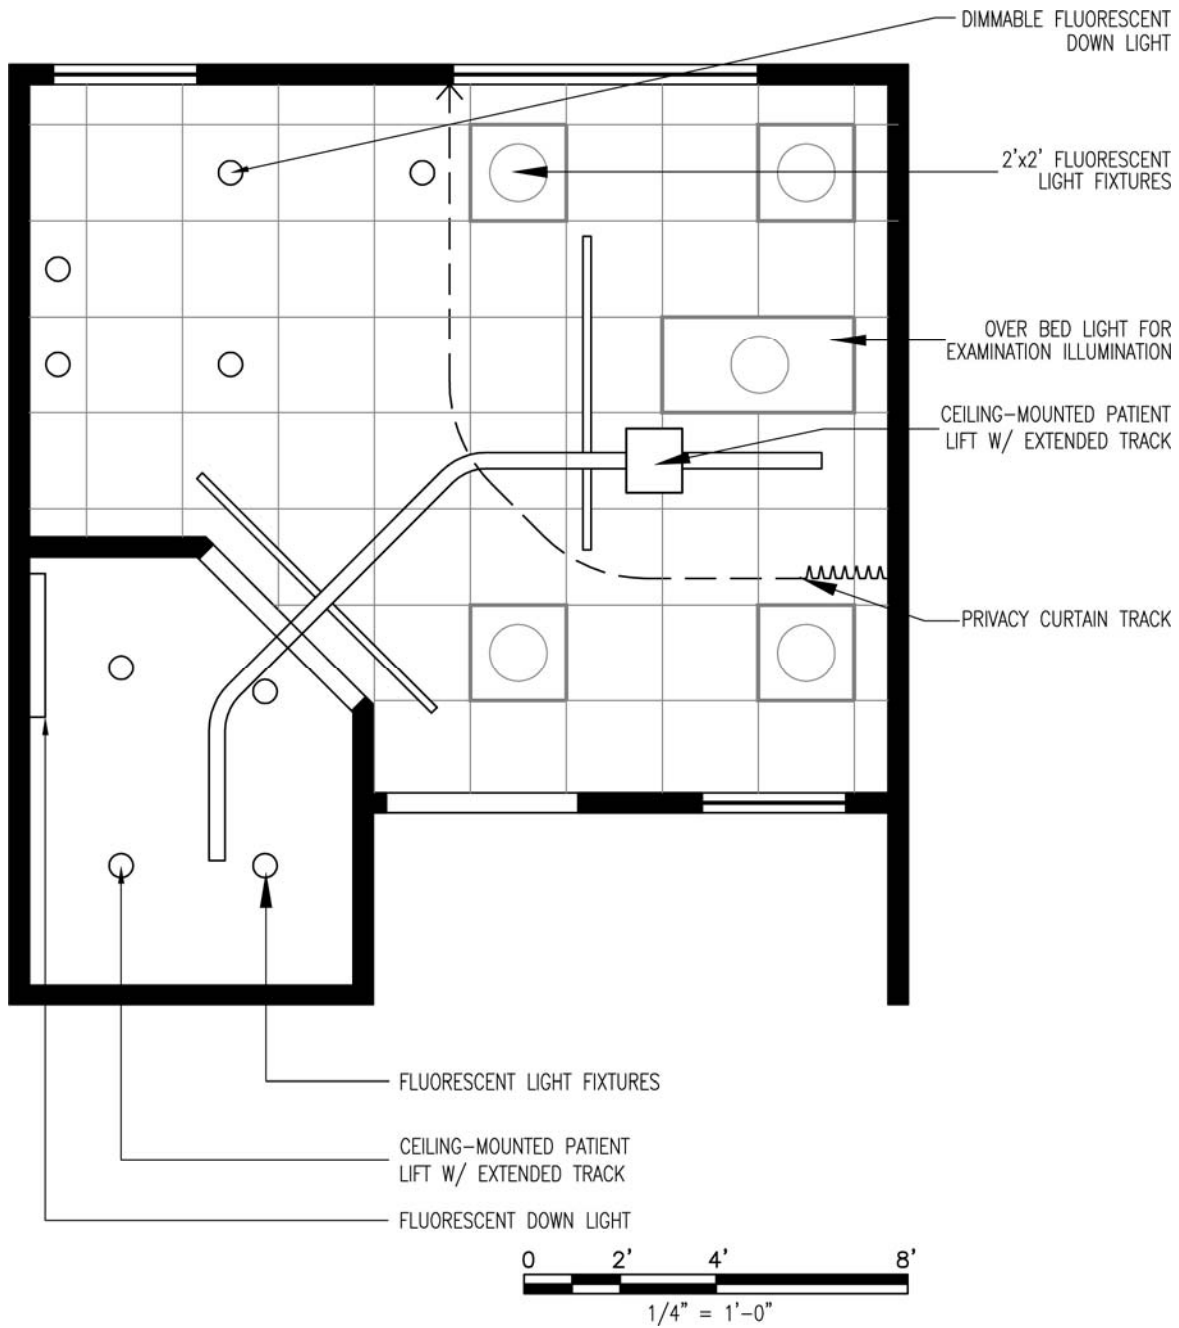 DIMMABLE FLUORESCENT
DOWN LIGHT
2'x2' FLUORESCENT
LIGHT FIXTURES
OVER BED LIGHT FOR
EXAMINATION ILLUMINATION
CEILING-MOUNTED PATIENT
LIFT W/ EXTENDED TRACK
PRIVACY CURTAIN TRACK
FLUORESCENT LIGHT FIXTURES
CEILING-MOUNTED PATIENT
LIFT W/ EXTENDED TRACK
FLUORESCENT DOWN LIGHT
0 2' 4' 8'
1/4" = 1'-0"